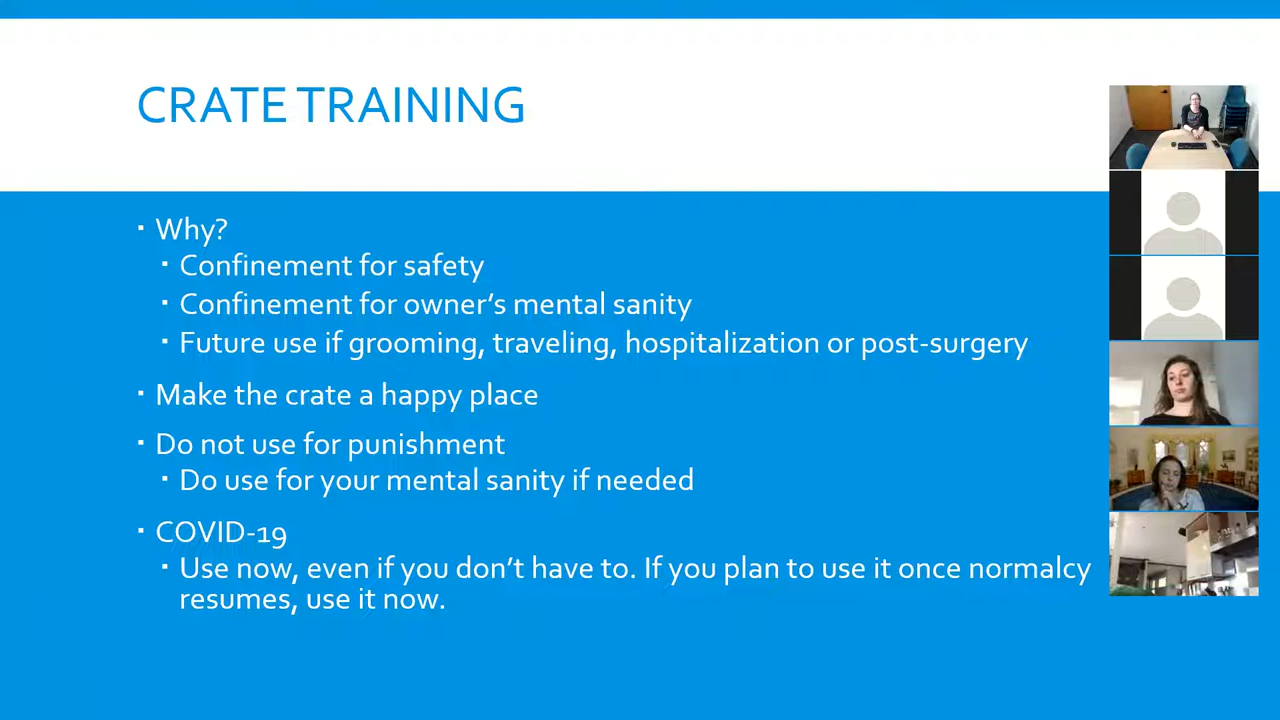 CRATE TRAINING
▪ Why?
▪ Confinement for safety
▪ Confinement for owner’s mental sanity
▪ Future use if grooming, traveling, hospitalization or post-surgery
▪ Make the crate a happy place
▪ Do not use for punishment
▪ Do use for your mental sanity if needed
▪ COVID-19
▪ Use now, even if you don’t have to. If you plan to use it once normalcy
resumes, use it now.